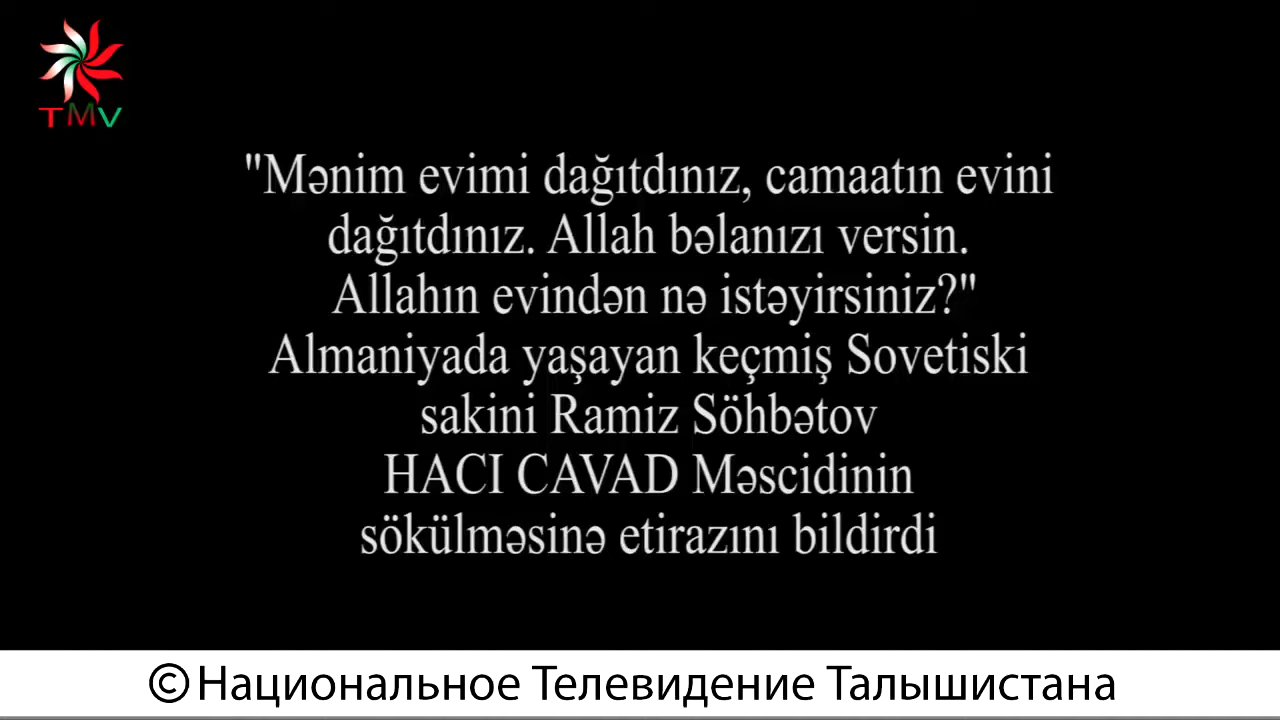 TMV
"Mənim evimi dağıtdınız, camaatın evini
dağıtdınız. Allah bəlanızı versin.
Allahın evindən nə istəyirsiniz?"
Almaniyada yaşayan keçmiş Sovetiski
sakini Ramiz Söhbətov
HACI CAVAD Məscidinin
sökülməsinə etirazını bildirdi
©Национальное Телевидение Талышистана